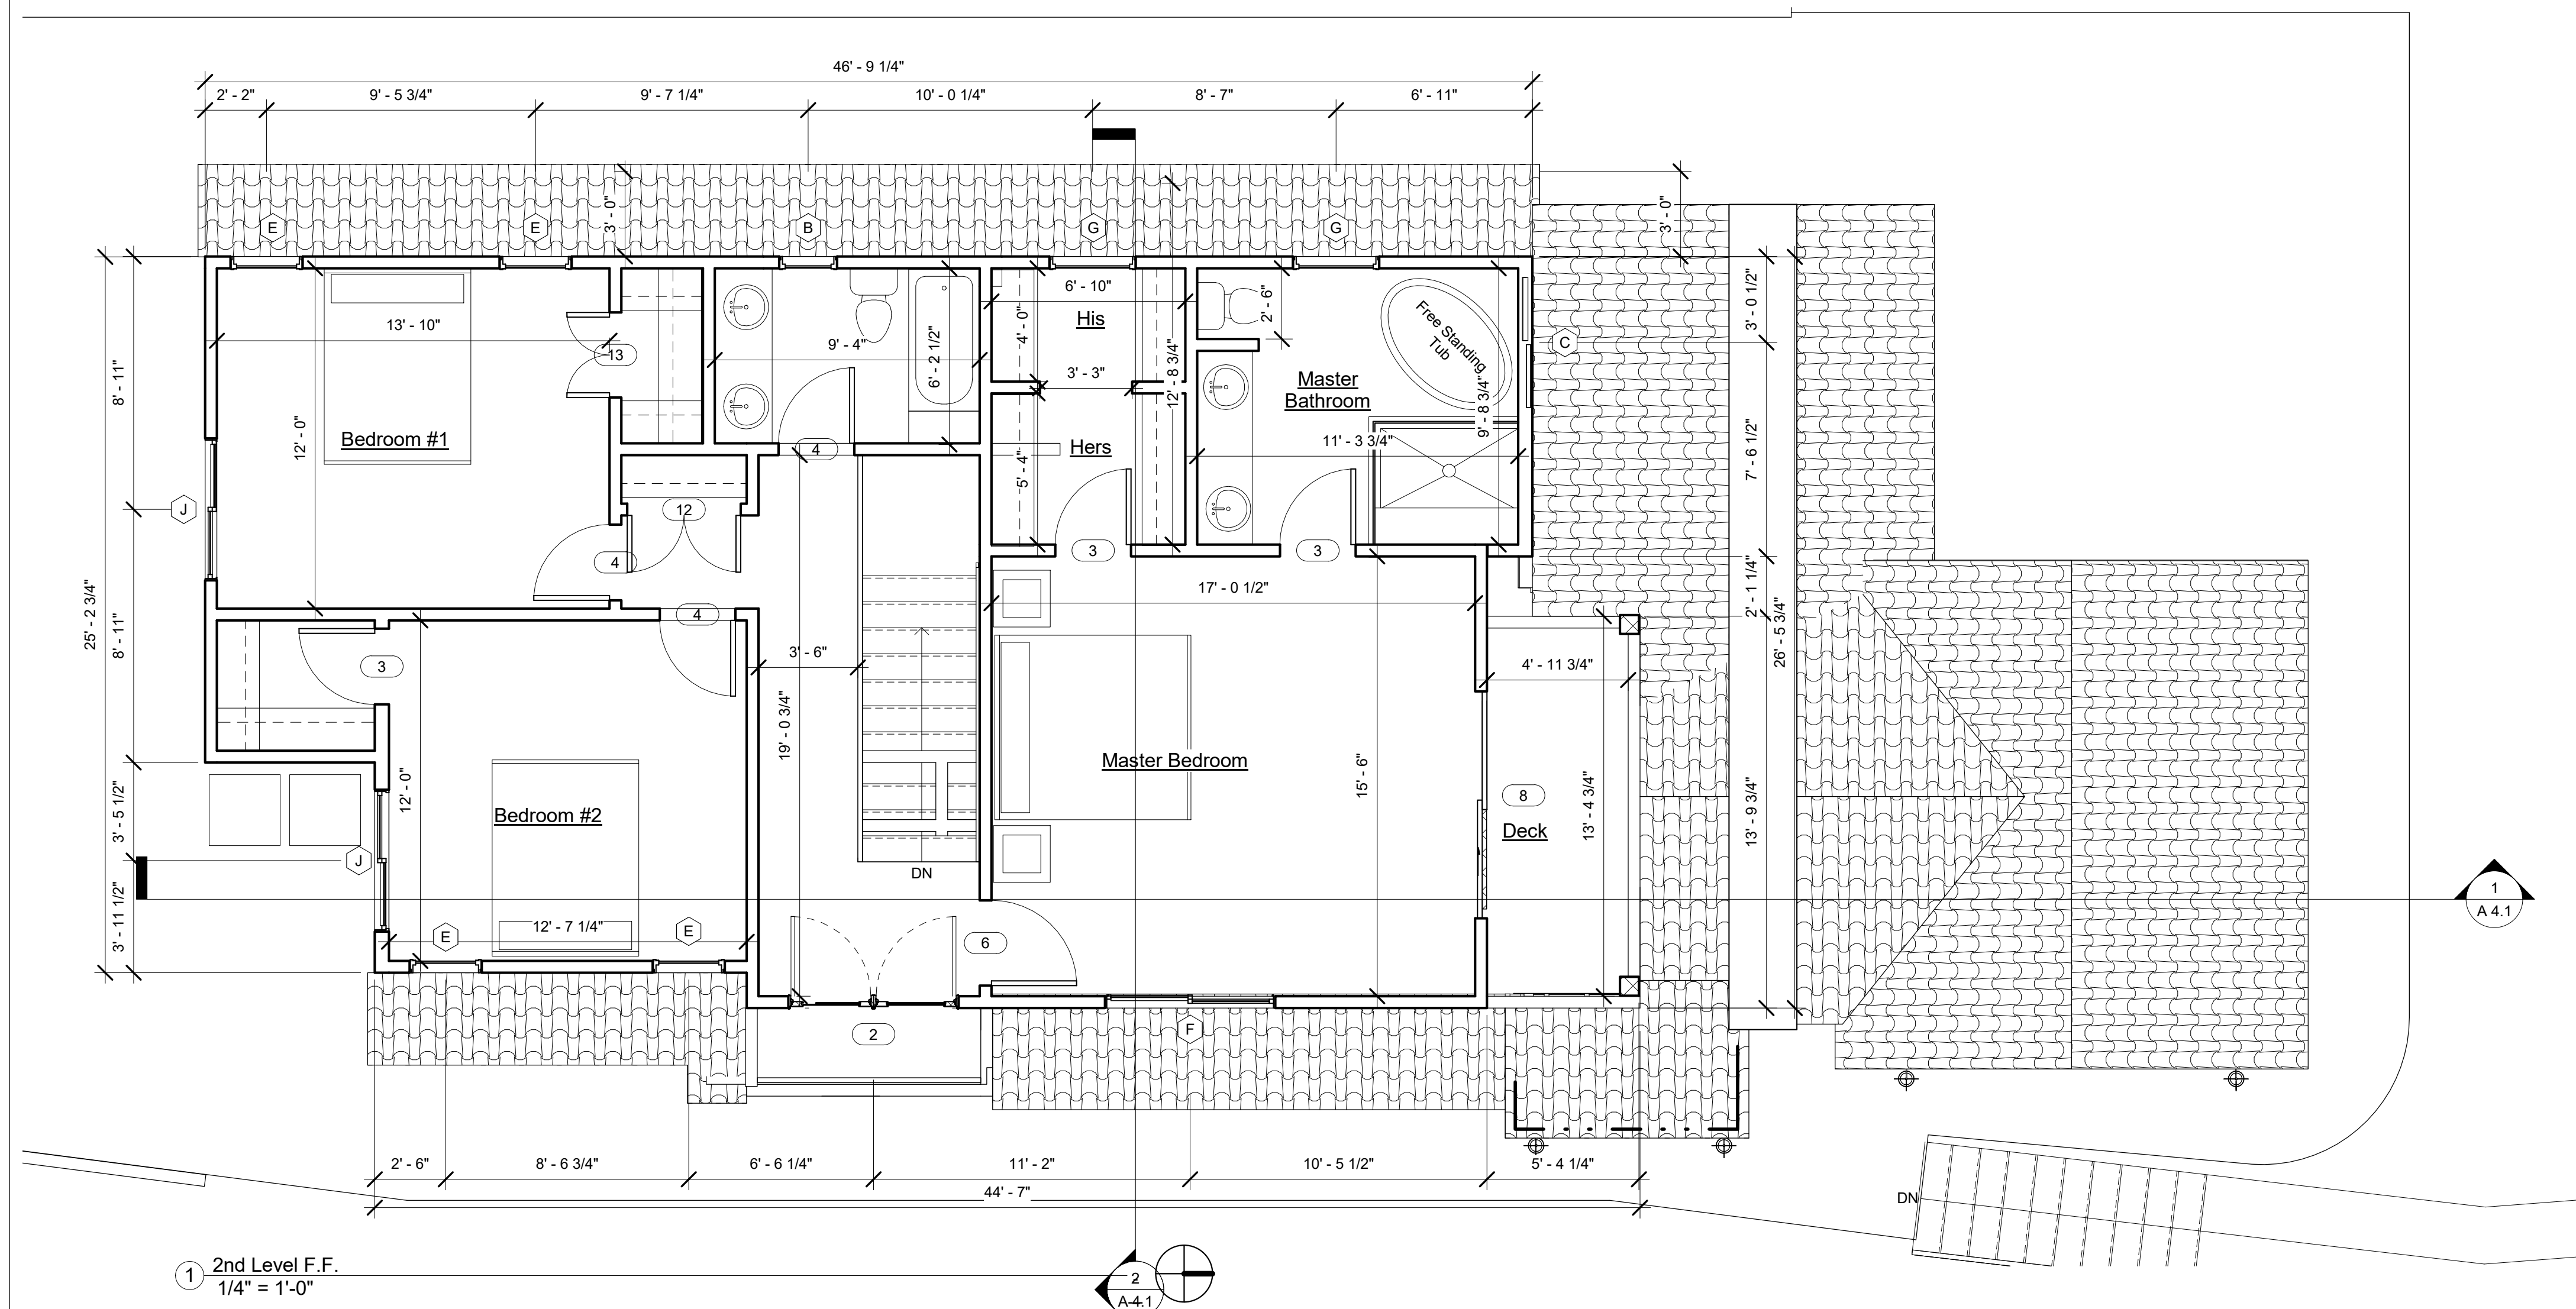 46' - 9 1/4"
2' - 2"
9' - 5 3/4"
9' - 7 1/4"
10' - 0 1/4"
8' - 7"
6' - 11"
3' - 0"
3' - 0"
E
E
B
G
G
6' - 10"
His
4' - 0"
2' - 6"
Free Standing
Tub
3' - 0 1/2"
C
13' - 10"
13
9' - 4"
6' - 2 1/2"
3' - 3"
12' - 8 3/4"
Master
Bathroom
9' - 8 3/4"
8' - 11"
12' - 0"
Bedroom #1
4
Hers
5' - 4"
11' - 3 3/4"
7' - 6 1/2"
J
12
4
3
3
25' - 2 3/4"
8' - 11"
4
17' - 0 1/2"
2' - 1 1/4"
26' - 5 3/4"
3
3' - 6"
4' - 11 3/4"
19' - 0 3/4"
Master Bedroom
15' - 6"
12' - 0"
Bedroom #2
8
Deck
13' - 4 3/4"
13' - 9 3/4"
3' - 5 1/2"
J
DN
3' - 11 1/2"
E
12' - 7 1/4"
E
6
1
A 4.1
2
F
2' - 6"
8' - 6 3/4"
6' - 6 1/4"
11' - 2"
10' - 5 1/2"
5' - 4 1/4"
44' - 7"
DN
1
2nd Level F.F.
1/4" = 1'-0"
2
A-4.1